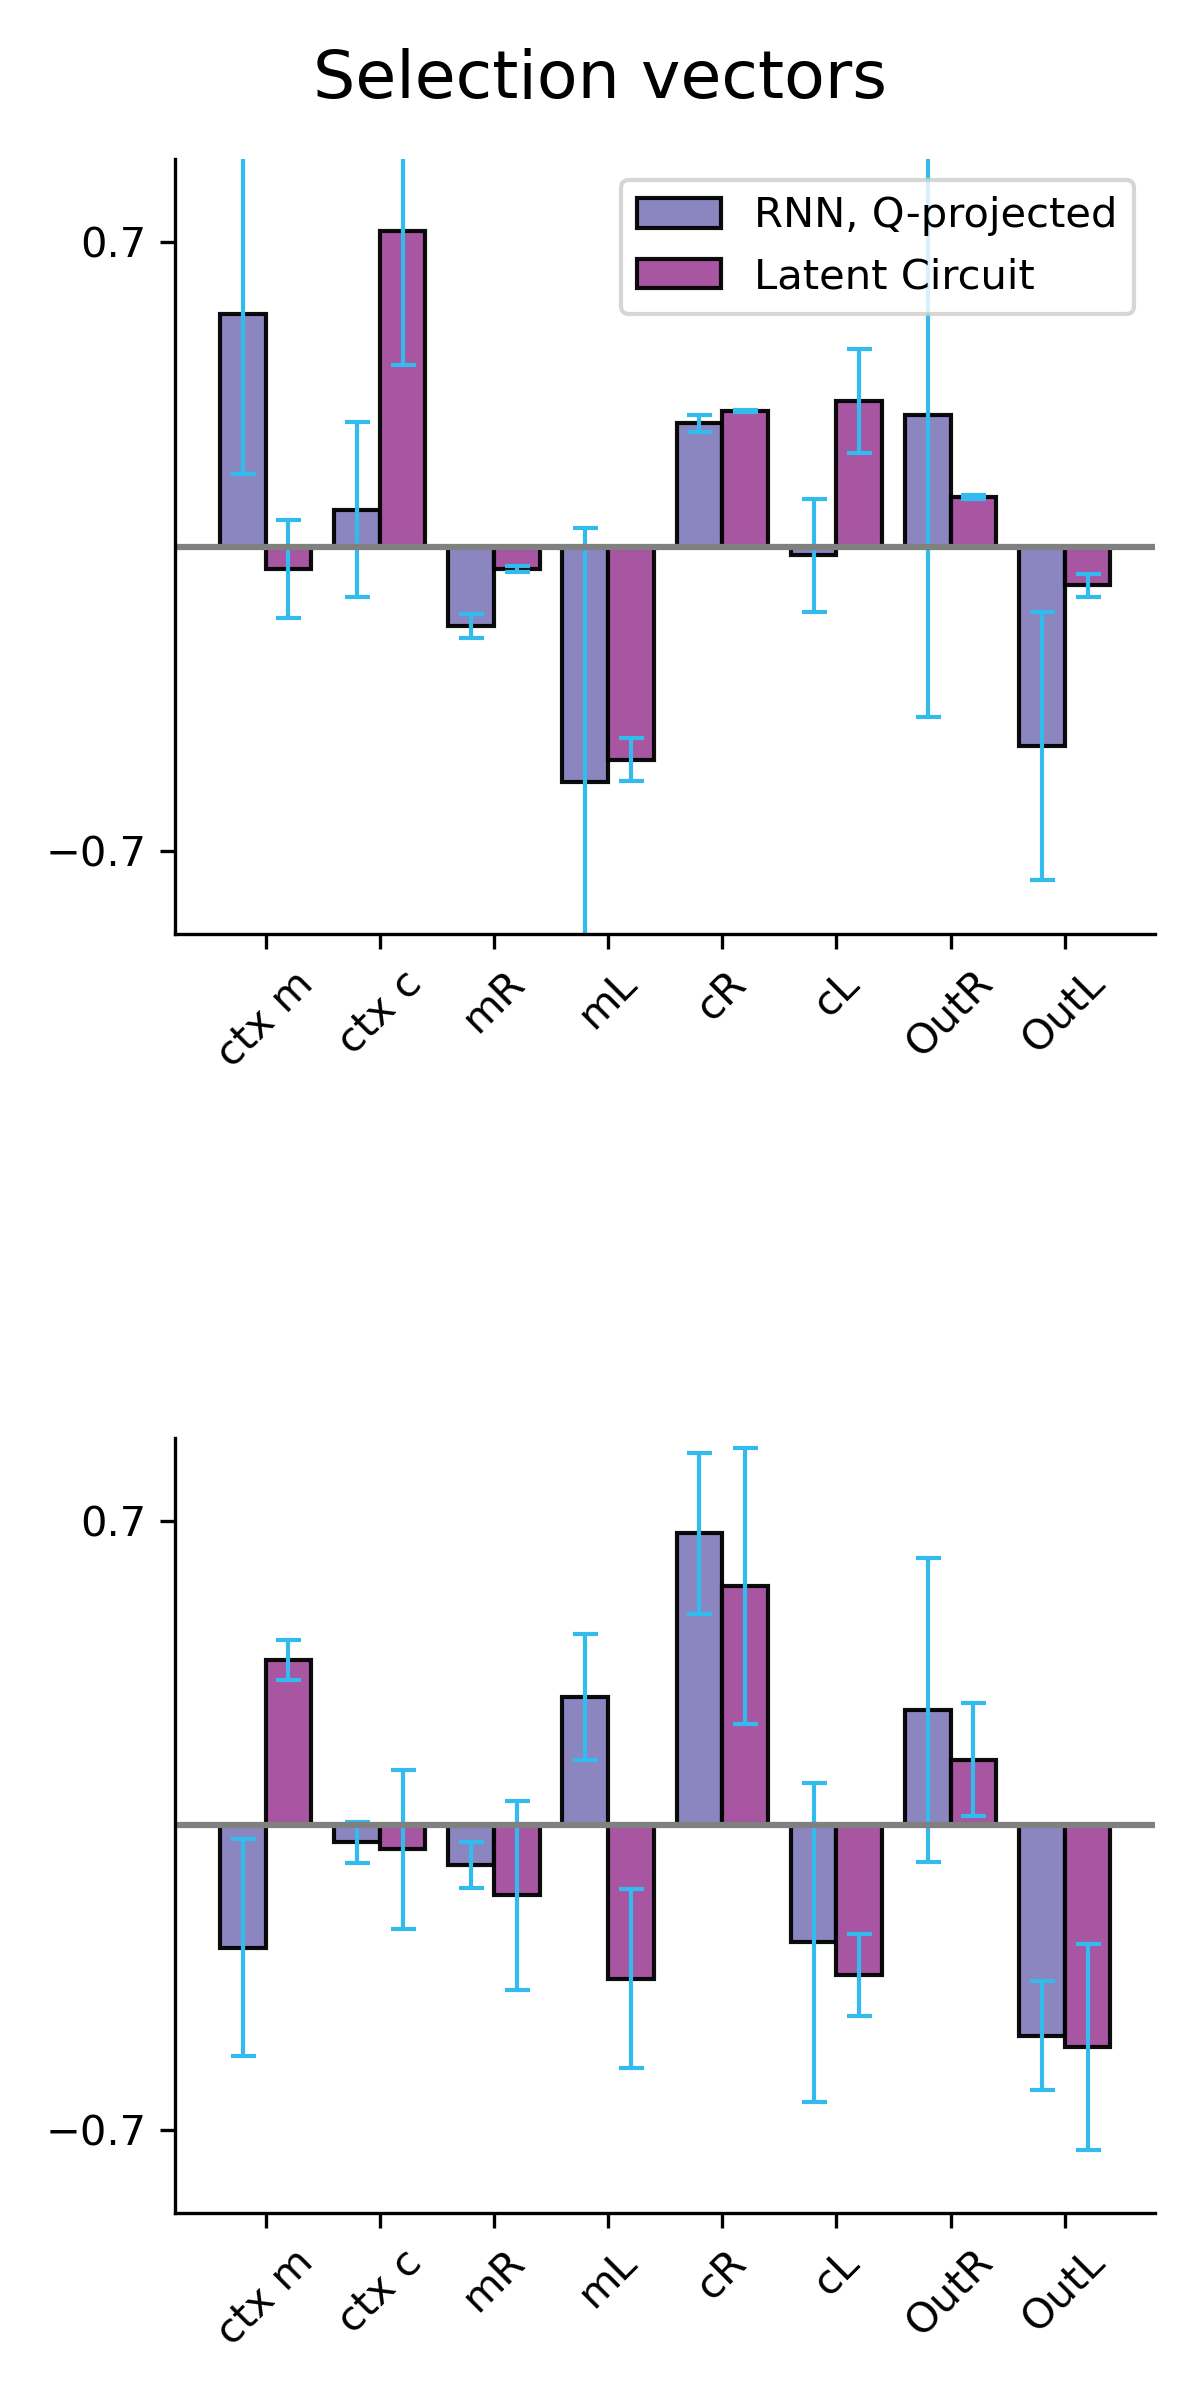 Selection vectors
RNN, Q-projected
Latent Circuit
0.7
−0.7
ctx m
ctx c
mR
mL
cR
cL
OutR
OutL
0.7
−0.7
ctx m
ctx c
mR
mL
cR
cL
OutR
OutL